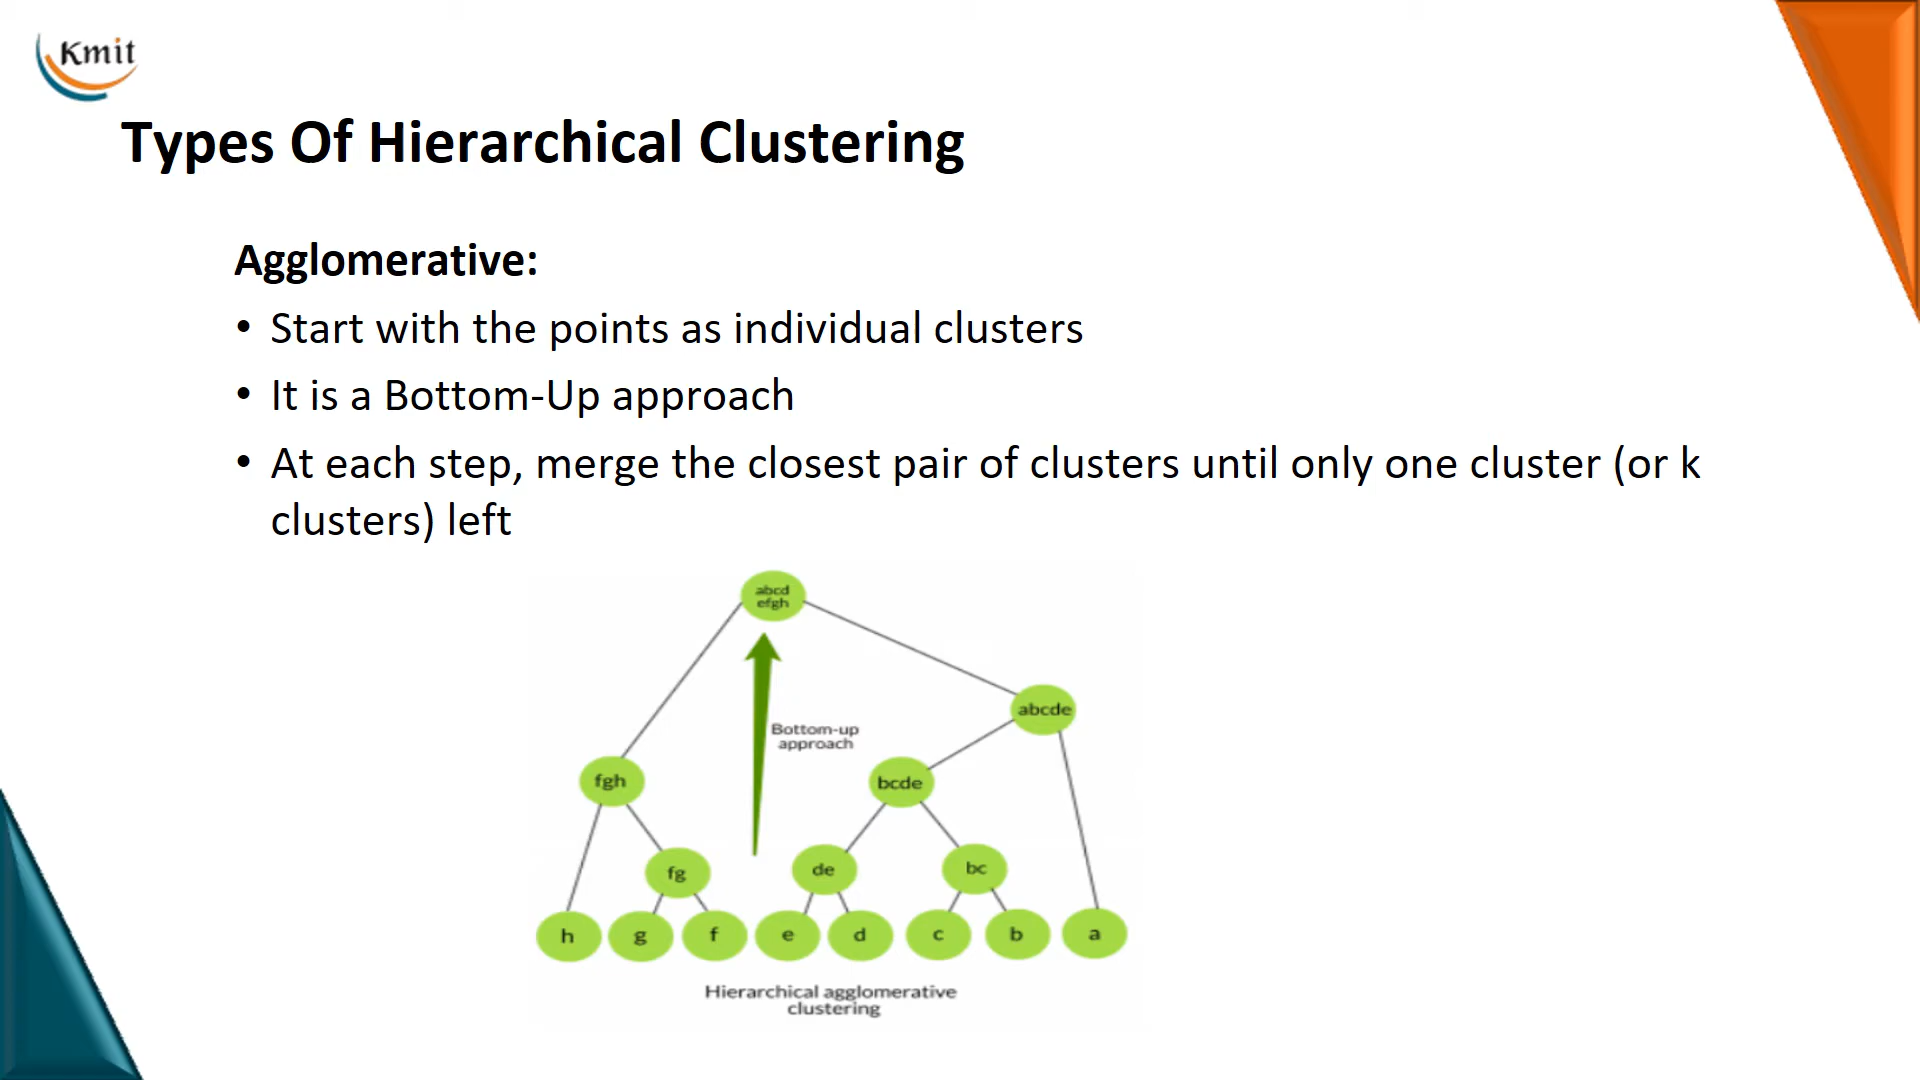 Kmit
Types Of Hierarchical Clustering
Agglomerative:
• Start with the points as individual clusters
• It is a Bottom-Up approach
• At each step, merge the closest pair of clusters until only one cluster (or k
clusters) left
abcd
efgh
abcde
Bottom-up
approach
fgh
bcde
fg
de
bc
h
g
f
e
d
c
b
a
Hierarchical agglomerative
clustering